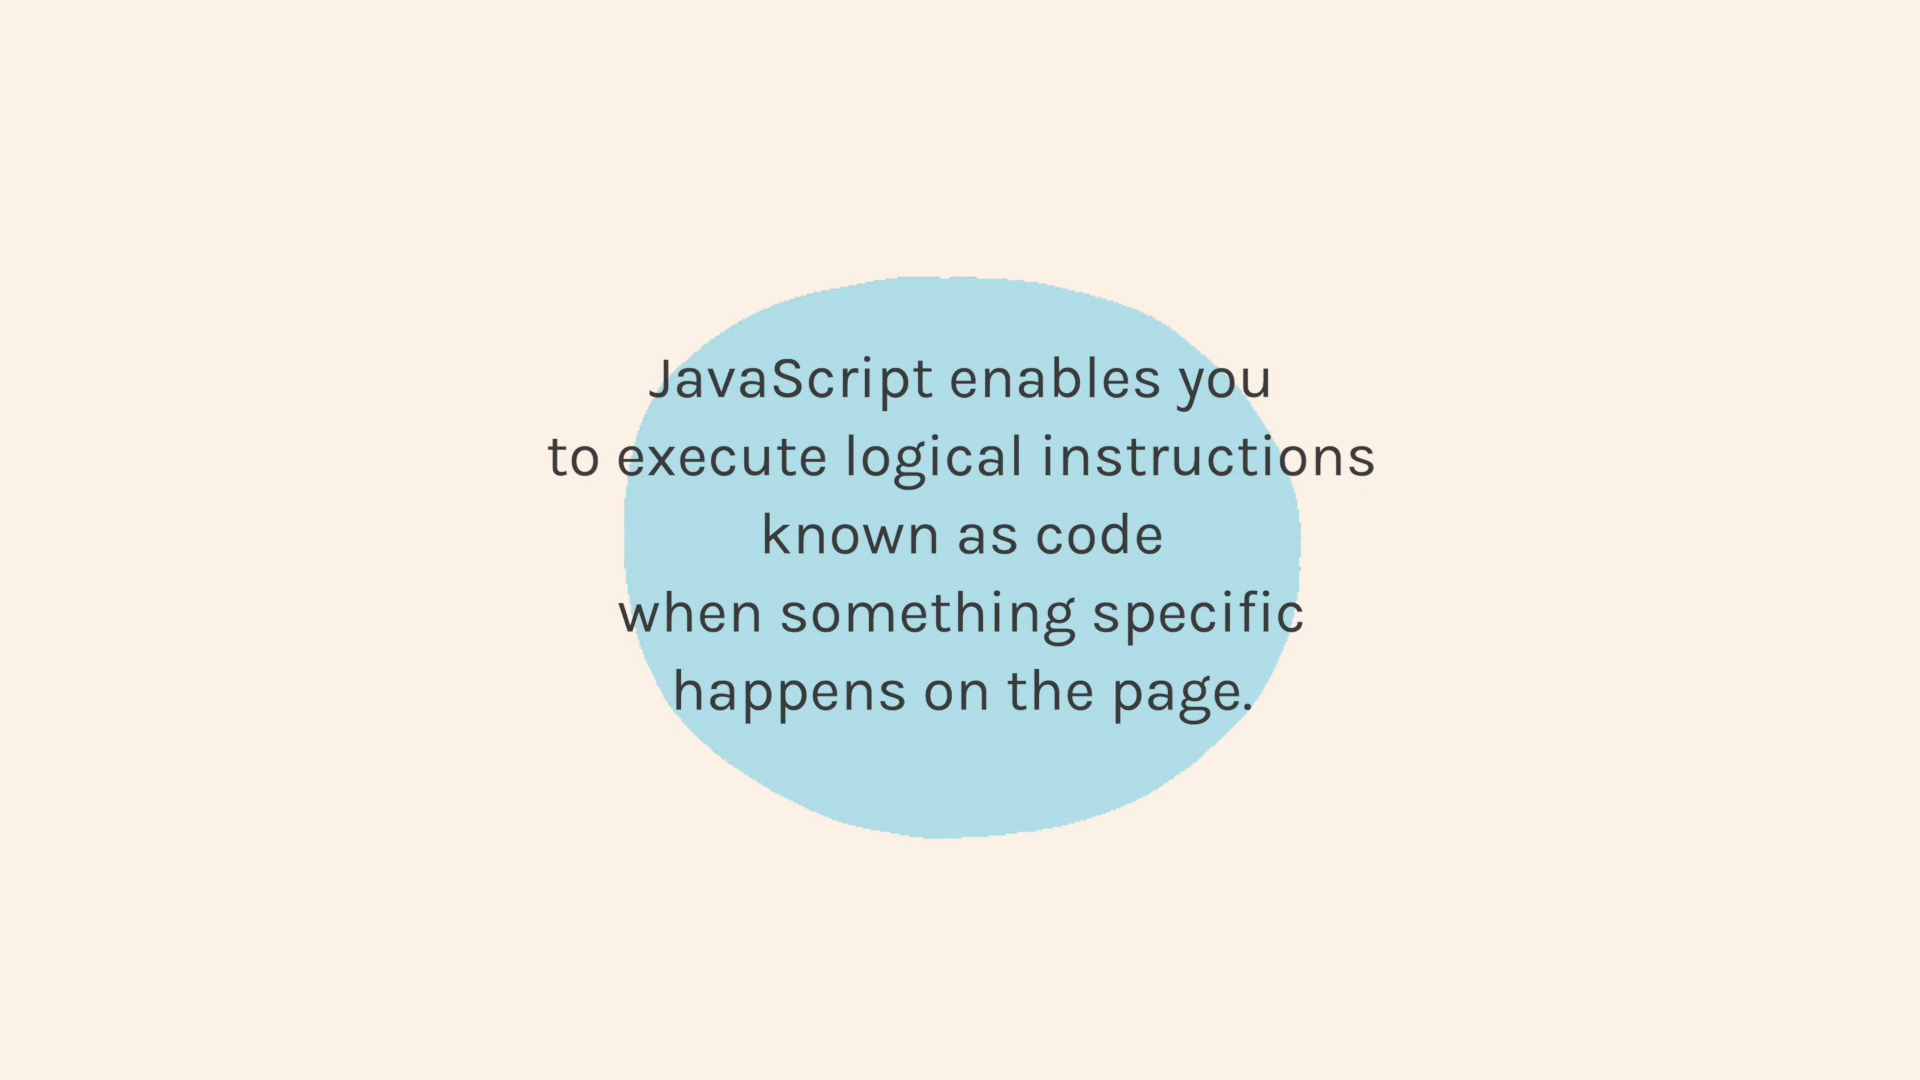 JavaScript enables you
to execute logical instructions
known as code
when something specific
happens on the page.